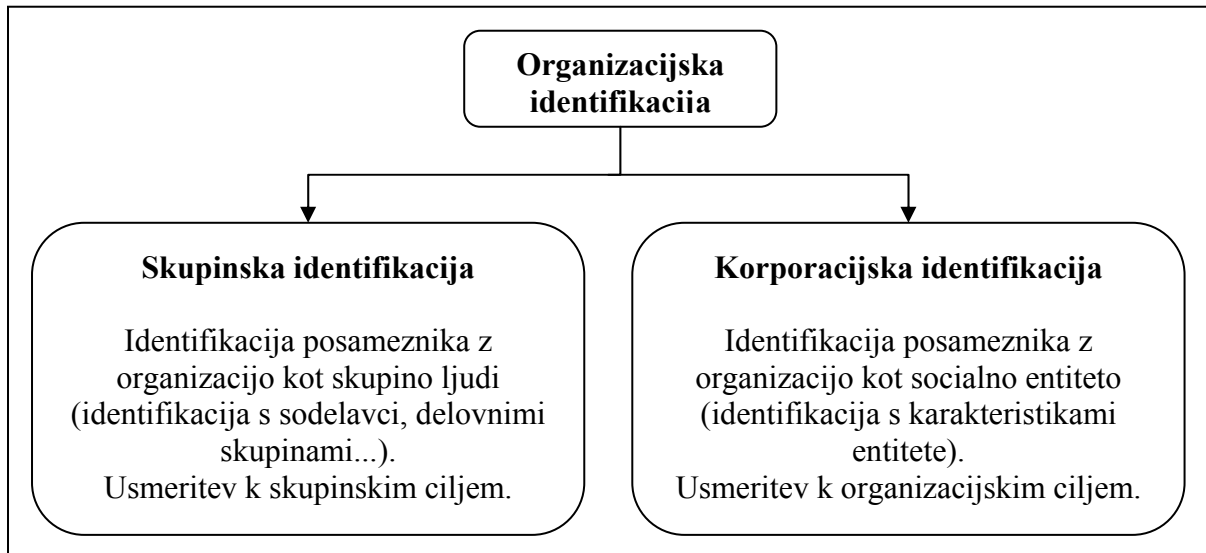 Organizacijska
identifikacija
Skupinska identifikacija
Identifikacija posameznika z
organizacijo kot skupino ljudi
(identifikacija s sodelavci, delovnimi
skupinami...).
Usmeritev k skupinskim ciljem.
Korporacijska identifikacija
Identifikacija posameznika z
organizacijo kot socialno entiteto
(identifikacija s karakteristikami
entitete).
Usmeritev k organizacijskim ciljem.